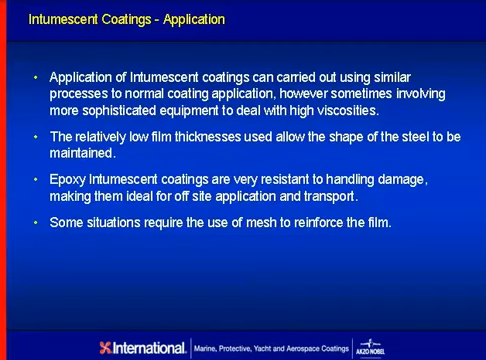 Intumescent Coatings - Application
• Application of Intumescent coatings can carried out using similar
processes to normal coating application, however sometimes involving
more sophisticated equipment to deal with high viscosities.
• The relatively low film thicknesses used allow the shape of the steel to be
maintained.
• Epoxy Intumescent coatings are very resistant to handling damage,
making them ideal for off site application and transport.
• Some situations require the use of mesh to reinforce the film.
International. Marine, Protective, Yacht and Aerospace Coatings AKZO NOBEL